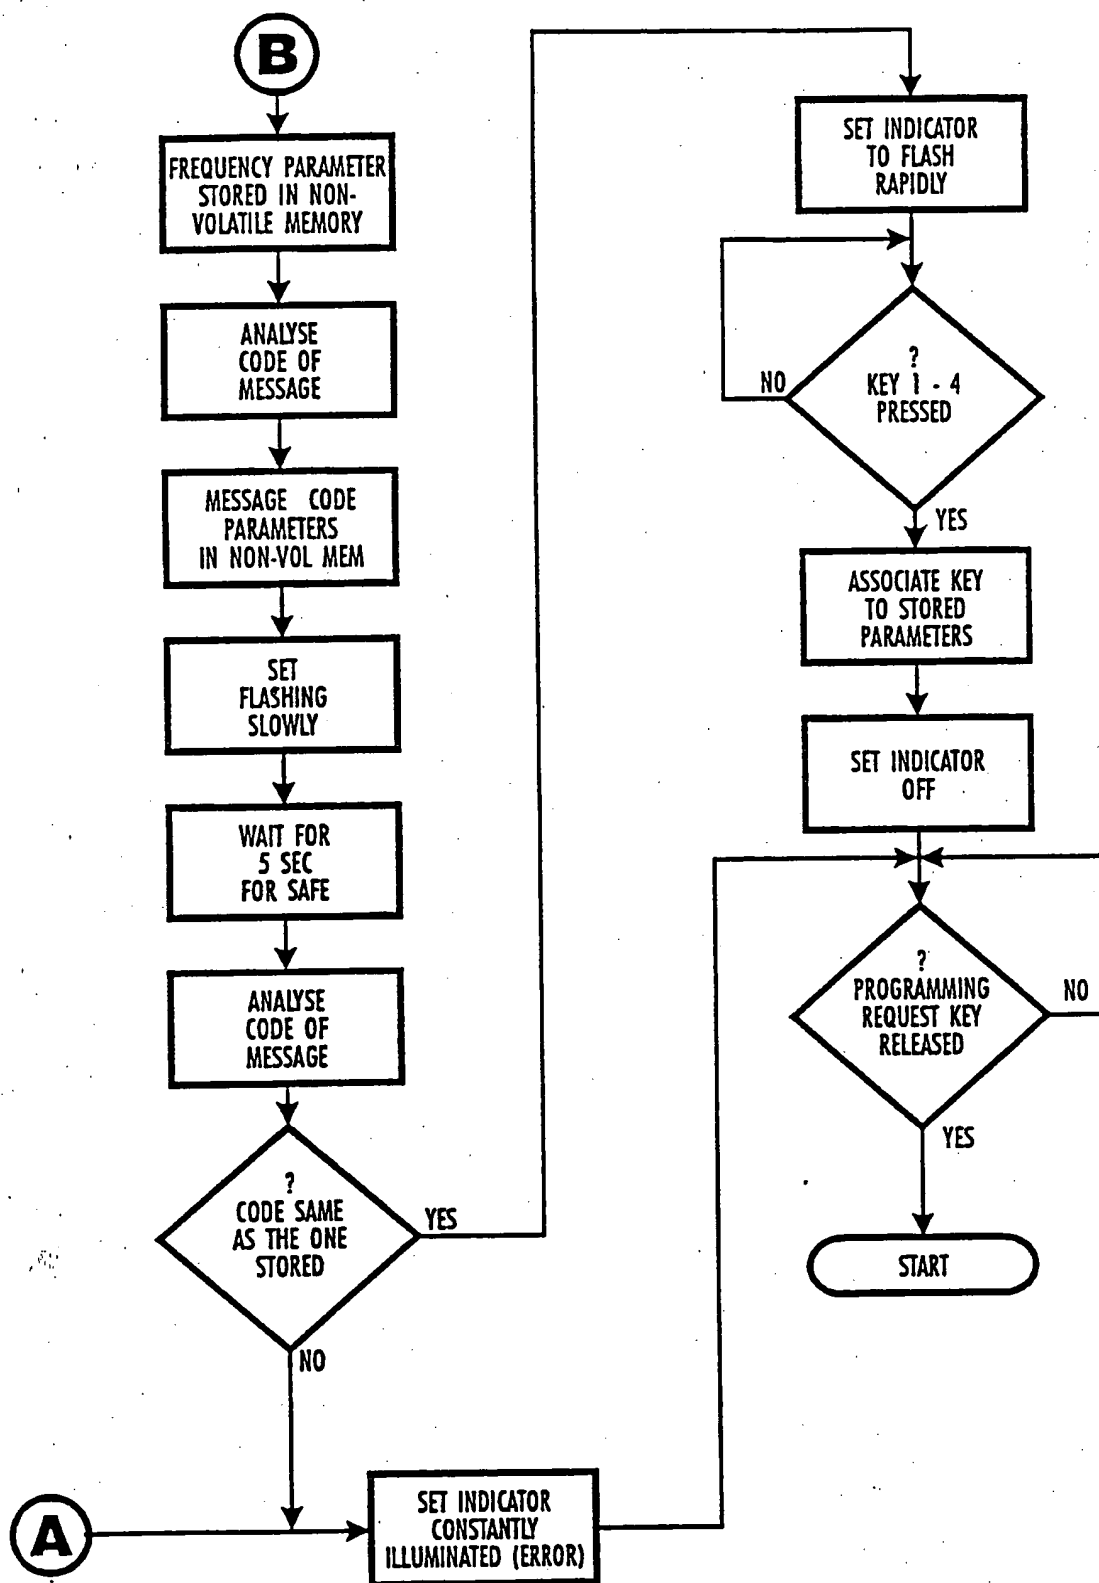 B
FREQUENCY PARAMETER
STORED IN NON-
VOLATILE MEMORY
ANALYSE
CODE OF
MESSAGE
MESSAGE CODE
PARAMETERS
IN NON-VOL MEM
SET
FLASHING
SLOWLY
WAIT FOR
5 SEC
FOR SAFE
ANALYSE
CODE OF
MESSAGE
?
CODE SAME
AS THE ONE
STORED
YES
NO
A
SET INDICATOR
CONSTANTLY
ILLUMINATED (ERROR)
SET INDICATOR
TO FLASH
RAPIDLY
?
KEY 1 - 4
PRESSED
NO
YES
ASSOCIATE KEY
TO STORED
PARAMETERS
SET INDICATOR
OFF
?
PROGRAMMING
REQUEST KEY
RELEASED
NO
YES
START